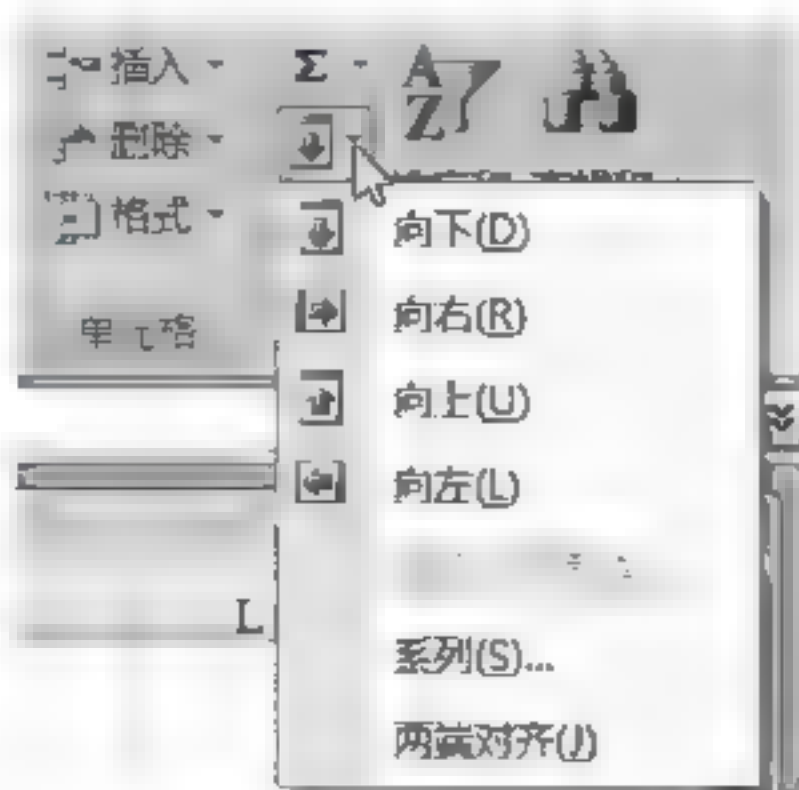 插入
Σ
删除
格式
向下(D)
向右(R)
向上(U)
向左(L)
L
系列(S)...
两端对齐(J)